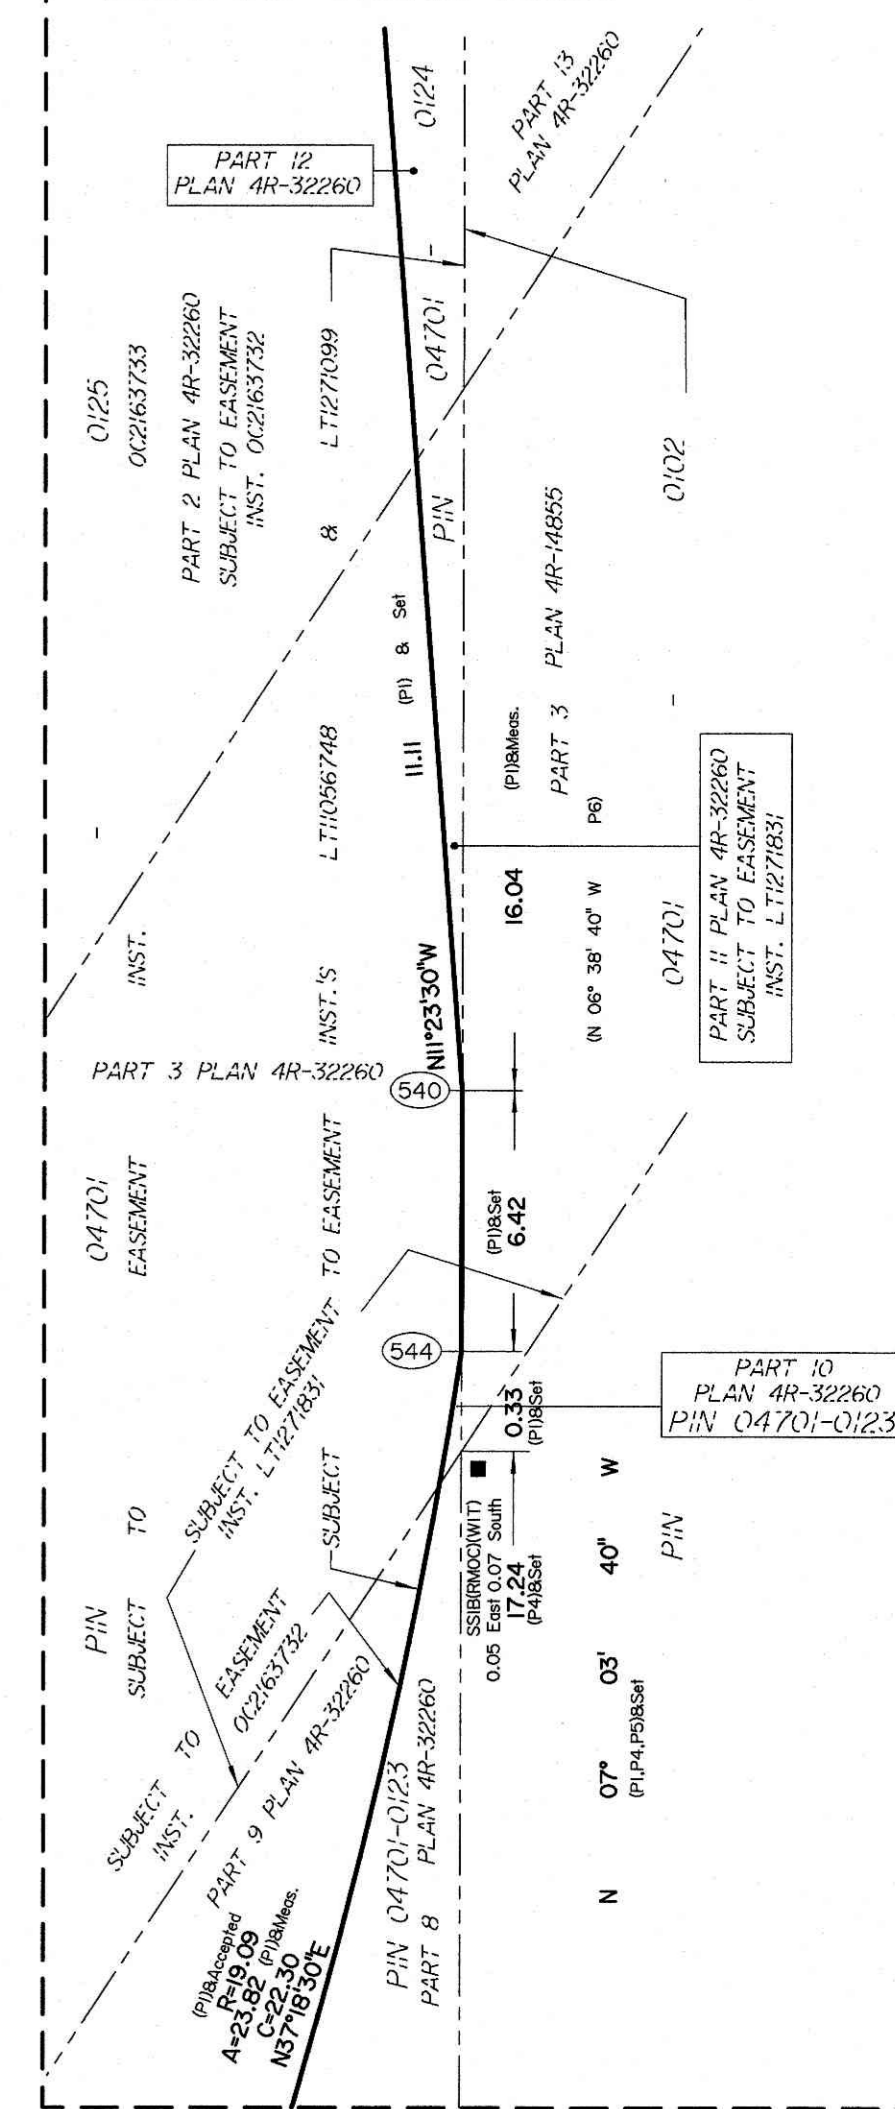 PART 12
PLAN 4R-32260
0124
-
04701
PIN
PART 13
PLAN 4R-32260
0125
-
04701
PIN
OC2163733
INST.
EASEMENT
TO
SUBJECT
PART 2 PLAN 4R-32260
SUBJECT TO EASEMENT
INST. OC2163732
LT1271099
&
LT1056748
INST.'S
TO EASEMENT
SUBJECT
11.11 (P1) & Set
N11°23'30"W
PART 3 PLAN 4R-14855
0102
-
04701
PIN
16.04 (P1)&Meas.
(N 06° 38' 40" W P6)
PART 11 PLAN 4R-32260
SUBJECT TO EASEMENT
INST. LT1271831
PART 3 PLAN 4R-32260
540
(P1)&Set
6.42
544
SUBJECT TO EASEMENT
INST. LT1271831
PART 10
PLAN 4R-32260
PIN 04701-0123
0.33
(P1)&Set
SSIB(RMOC)(WIT)
0.05 East 0.07 South
17.24
(P4)&Set
SUBJECT TO EASEMENT
INST. OC2163732
PART 9 PLAN 4R-32260
PIN 04701-0123
PART 8 PLAN 4R-32260
N 07° 03' 40" W
(P1,P4,P5)&Set
(P1)&Accepted
R=19.09
A=23.82 (P1)&Meas.
C=22.30
N37°18'30"E